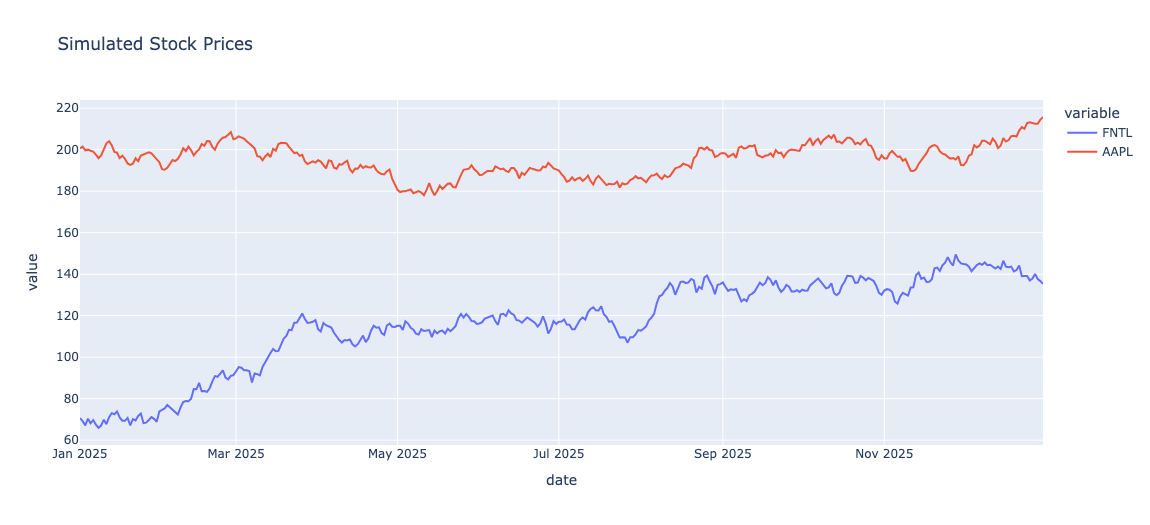 Simulated Stock Prices
220
200
180
160
140
120
100
80
60
value
Jan 2025 Mar 2025 May 2025 Jul 2025 Sep 2025 Nov 2025
date
variable
FNTL
AAPL